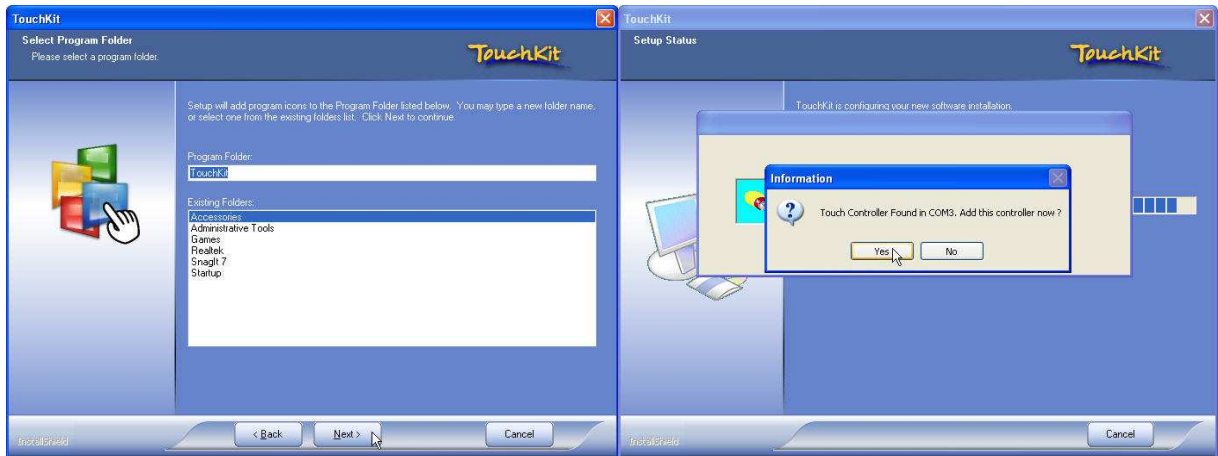 TouchKit
Select Program Folder
Please select a program folder.
TouchKit
Setup will add program icons to the Program Folder listed below. You may type a new folder name,
or select one from the existing folders list. Click Next to continue.
Program Folder:
TouchKit
Existing Folders:
Accessories
Administrative Tools
Games
Realtek
SnagIt 7
Startup
InstallShield
< Back
Next >
Cancel
TouchKit
Setup Status
TouchKit
TouchKit is configuring your new software installation.
Information
Touch Controller Found in COM3. Add this controller now ?
Yes
No
InstallShield
Cancel